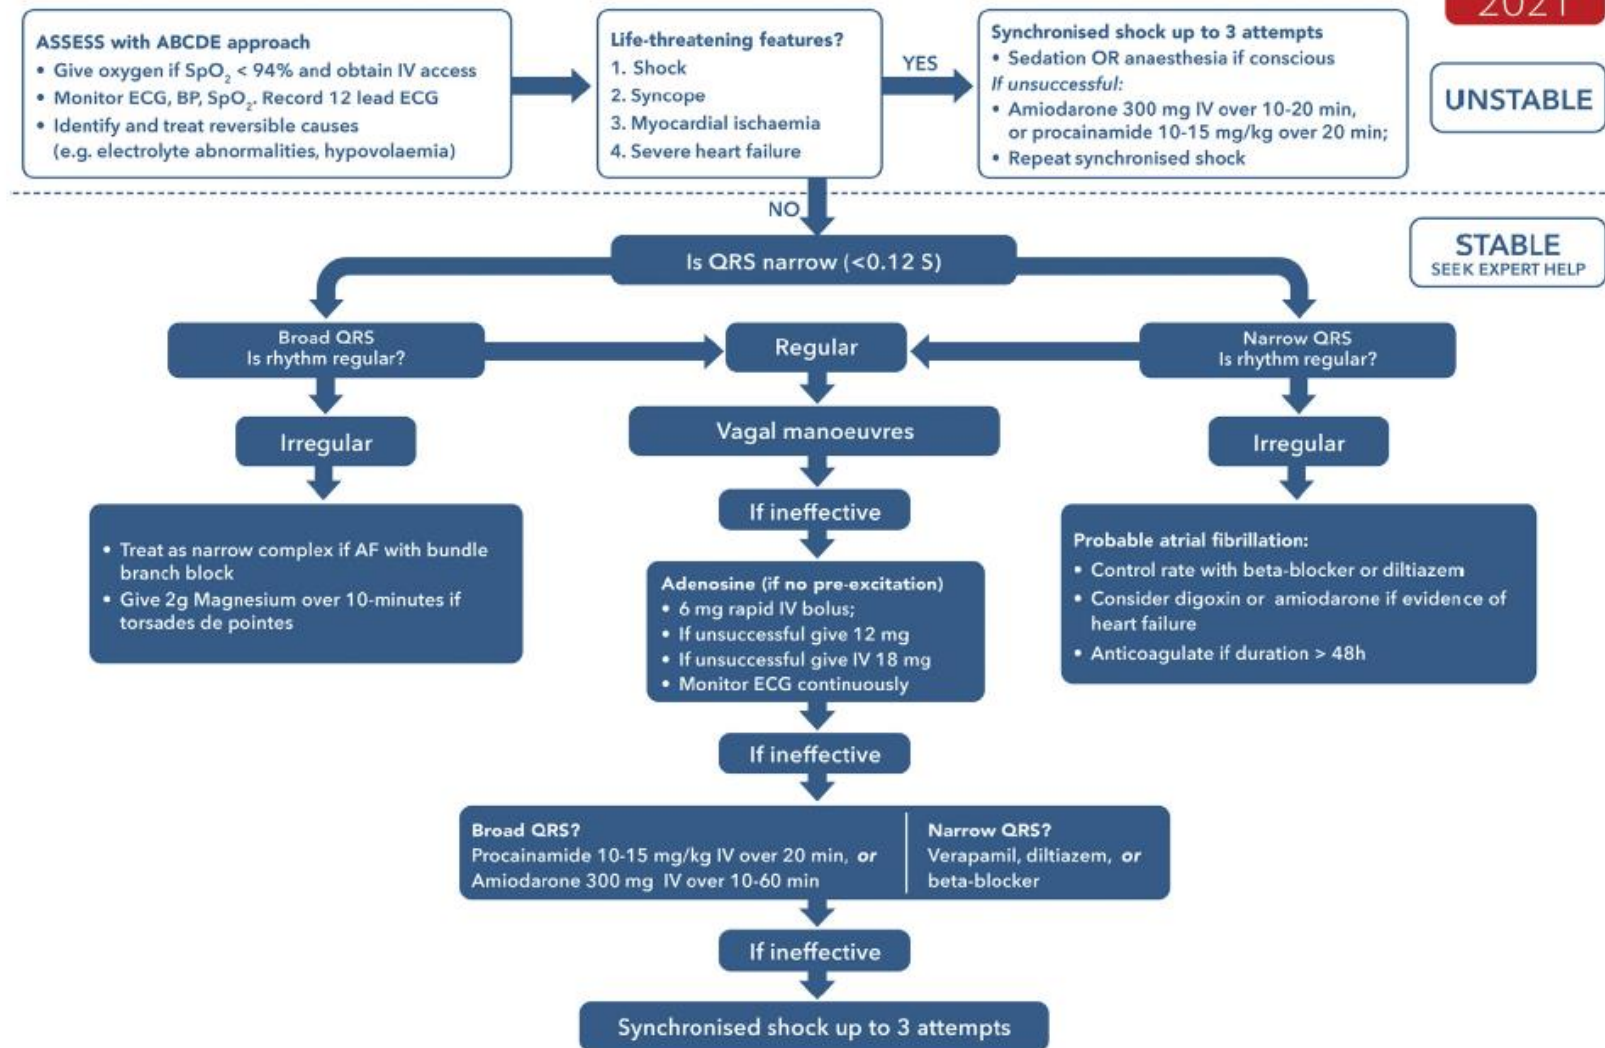 2021
ASSESS with ABCDE approach
• Give oxygen if SpO₂ < 94% and obtain IV access
• Monitor ECG, BP, SpO₂. Record 12 lead ECG
• Identify and treat reversible causes
(e.g. electrolyte abnormalities, hypovolaemia)
Life-threatening features?
1. Shock
2. Syncope
3. Myocardial ischaemia
4. Severe heart failure
YES
Synchronised shock up to 3 attempts
• Sedation OR anaesthesia if conscious
If unsuccessful:
• Amiodarone 300 mg IV over 10-20 min,
or procainamide 10-15 mg/kg over 20 min;
• Repeat synchronised shock
UNSTABLE
NO
STABLE
SEEK EXPERT HELP
Is QRS narrow (<0.12 S)
Broad QRS
Is rhythm regular?
Regular
Narrow QRS
Is rhythm regular?
Irregular
Vagal manoeuvres
Irregular
If ineffective
• Treat as narrow complex if AF with bundle
branch block
• Give 2g Magnesium over 10-minutes if
torsades de pointes
Adenosine (if no pre-excitation)
• 6 mg rapid IV bolus;
• If unsuccessful give 12 mg
• If unsuccessful give IV 18 mg
• Monitor ECG continuously
Probable atrial fibrillation:
• Control rate with beta-blocker or diltiazem
• Consider digoxin or amiodarone if evidence of
heart failure
• Anticoagulate if duration > 48h
If ineffective
Broad QRS?
Procainamide 10-15 mg/kg IV over 20 min, or
Amiodarone 300 mg IV over 10-60 min
Narrow QRS?
Verapamil, diltiazem, or
beta-blocker
If ineffective
Synchronised shock up to 3 attempts